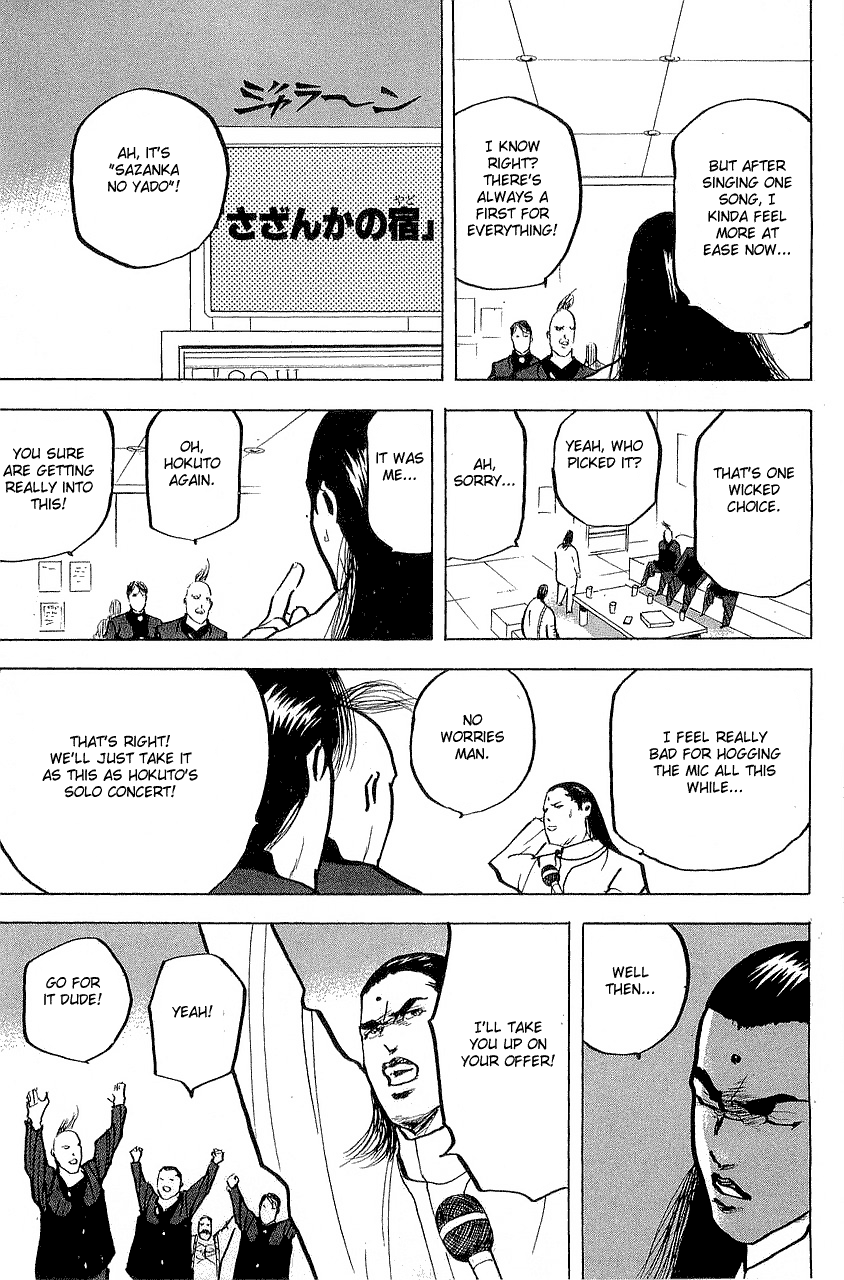 BUT AFTER
SINGING ONE
SONG, I
KINDA FEEL
MORE AT
EASE NOW...
I KNOW
RIGHT?
THERE'S
ALWAYS A
FIRST FOR
EVERYTHING!
ジャラ〜ン
AH, IT'S
"SAZANKA
NO YADO"!
やど
「さざんかの宿」
THAT'S ONE
WICKED
CHOICE.
YEAH, WHO
PICKED IT?
AH,
SORRY...
IT WAS
ME...
OH,
HOKUTO
AGAIN.
YOU SURE
ARE GETTING
REALLY INTO
THIS!
I FEEL REALLY
BAD FOR HOGGING
THE MIC ALL THIS
WHILE...
NO
WORRIES
MAN.
THAT'S RIGHT!
WE'LL JUST TAKE IT
AS THIS AS HOKUTO'S
SOLO CONCERT!
WELL
THEN...
I'LL TAKE
YOU UP ON
YOUR OFFER!
YEAH!
GO FOR
IT DUDE!